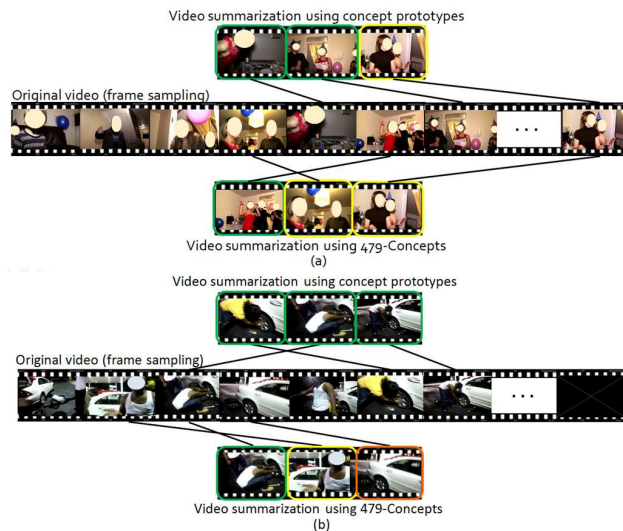 Video summarization using concept prototypes
Original video (frame sampling)
...
Video summarization using 479-Concepts
(a)
Video summarization using concept prototypes
Original video (frame sampling)
...
Video summarization using 479-Concepts
(b)